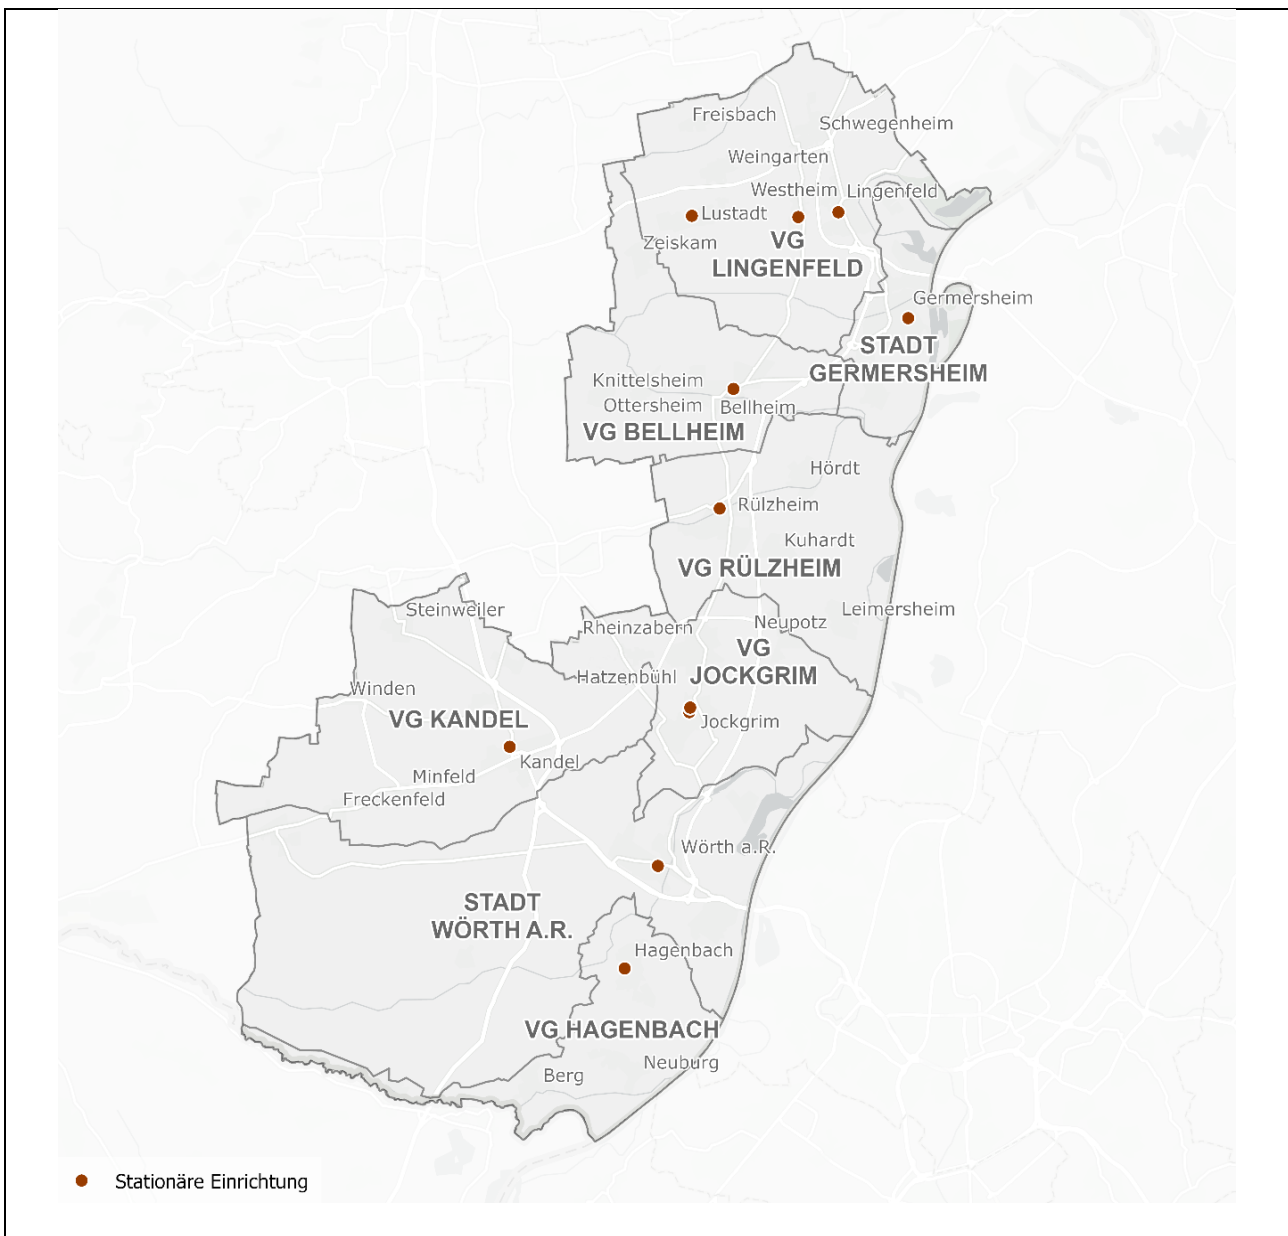 Freisbach
Schwegenheim
Weingarten
Westheim
Lingenfeld
Lustadt
Zeiskam
VG
LINGENFELD
Germersheim
STADT
GERMERSHEIM
Knittelsheim
Ottersheim
Bellheim
VG BELLHEIM
Hördt
Rülzheim
Kuhardt
VG RÜLZHEIM
Steinweiler
Leimersheim
Rheinzabern
Neupotz
VG
JOCKGRIM
Hatzenbühl
Winden
VG KANDEL
Jockgrim
Kandel
Minfeld
Freckenfeld
Wörth a.R.
STADT
WÖRTH A.R.
Hagenbach
VG HAGENBACH
Neuburg
Berg
Stationäre Einrichtung